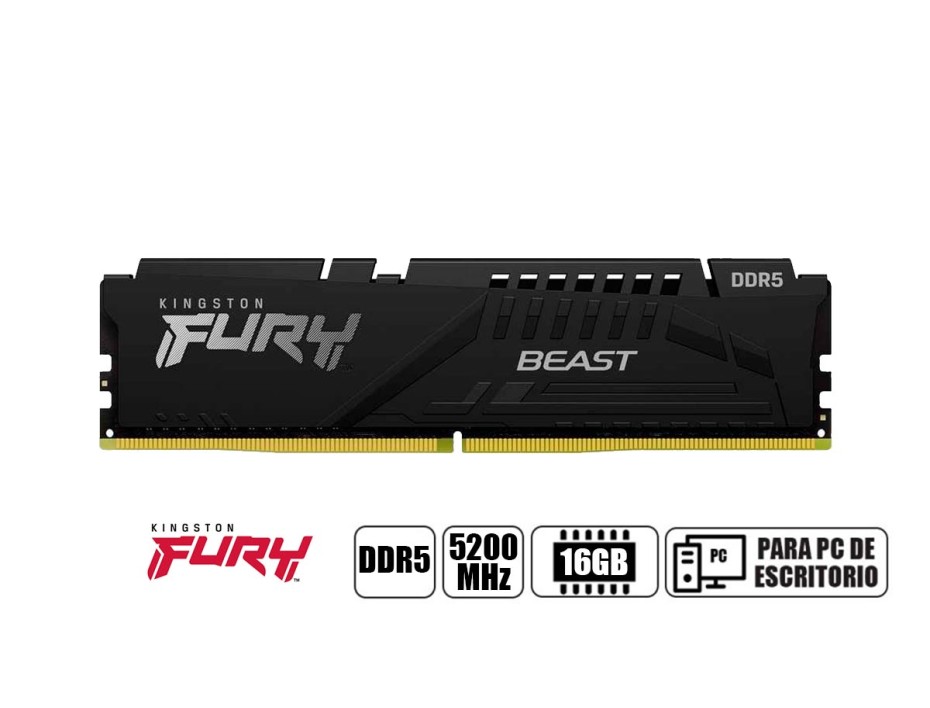 KINGSTON
FURY
DDR5
BEAST
KINGSTON
FURY
DDR5
5200
MHz
16GB
PC
PARA PC DE
ESCRITORIO